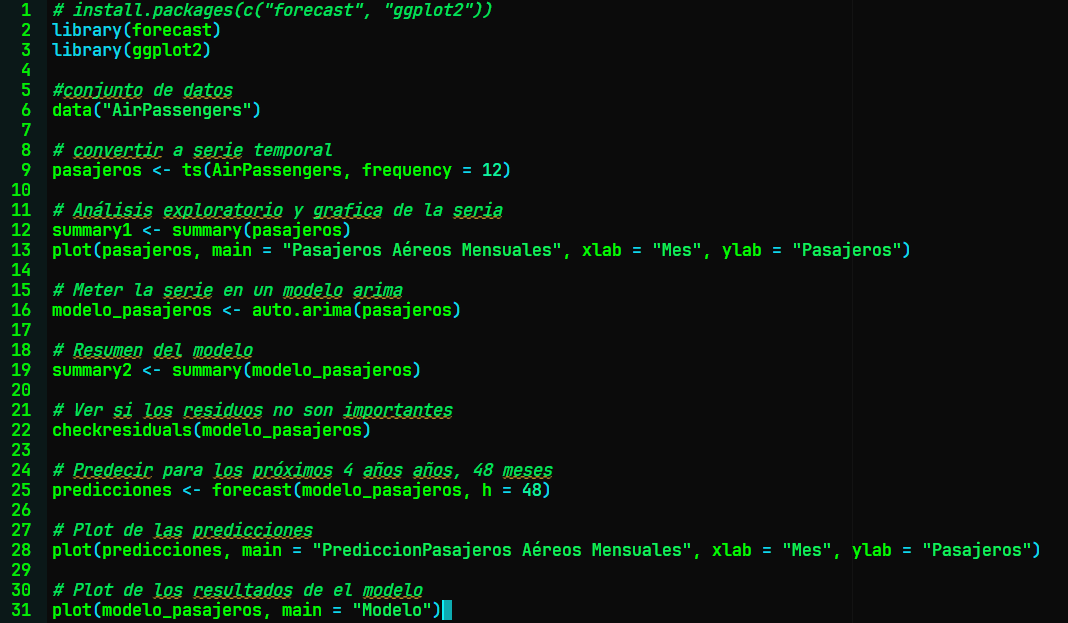 1 # install.packages(c("forecast", "ggplot2"))
2 library(forecast)
3 library(ggplot2)
4
5 #conjunto de datos
6 data("AirPassengers")
7
8 # convertir a serie temporal
9 pasajeros <- ts(AirPassengers, frequency = 12)
10
11 # Análisis exploratorio y grafica de la seria
12 summary1 <- summary(pasajeros)
13 plot(pasajeros, main = "Pasajeros Aéreos Mensuales", xlab = "Mes", ylab = "Pasajeros")
14
15 # Meter la serie en un modelo arima
16 modelo_pasajeros <- auto.arima(pasajeros)
17
18 # Resumen del modelo
19 summary2 <- summary(modelo_pasajeros)
20
21 # Ver si los residuos no son importantes
22 checkresiduals(modelo_pasajeros)
23
24 # Predecir para los próximos 4 años años, 48 meses
25 predicciones <- forecast(modelo_pasajeros, h = 48)
26
27 # Plot de las predicciones
28 plot(predicciones, main = "PrediccionPasajeros Aéreos Mensuales", xlab = "Mes", ylab = "Pasajeros")
29
30 # Plot de los resultados de el modelo
31 plot(modelo_pasajeros, main = "Modelo")